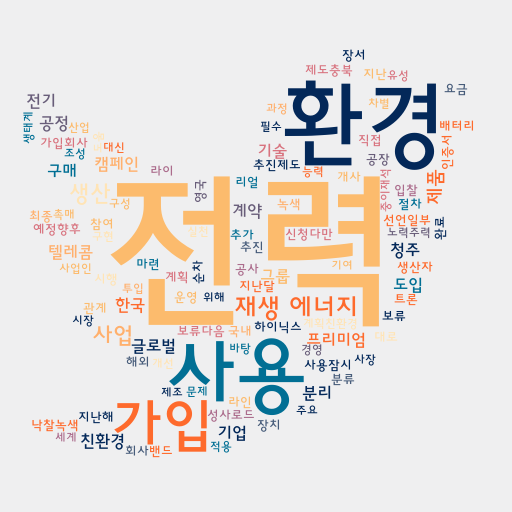 장서
제도충북
지난
유성
환경
요금
전기
과정
차별
생태계
공정
산업
필수
직접
배터리
가입회사
대신
기술
공장
인증서
조성
캠페인
추진제도
능력
구매
라이
리얼
개사
입찰
제품
생산
영국
녹색
중이재석
절차
전력
최종촉매
참여
구성
계약
선언일부
예정향후
추가
신청다만
노력주력
완료
텔레콤
추진
청주
사업인
마련
순차
공사
그룹
기여
생산자
계획
지난달
도입
투입
운영
위해
재생 에너지
트론
관계
한국
보류
시장
사업
보류다음
국내
하이닉스
프리미엄
글로벌
바탕
경영
해외
사용
사용잠시
사장
제조
문제
라인
분리
분류
가입
지난해
성사로드
주요
낙찰녹색
기업
장치
세계
친환경
회사
밴드
적용